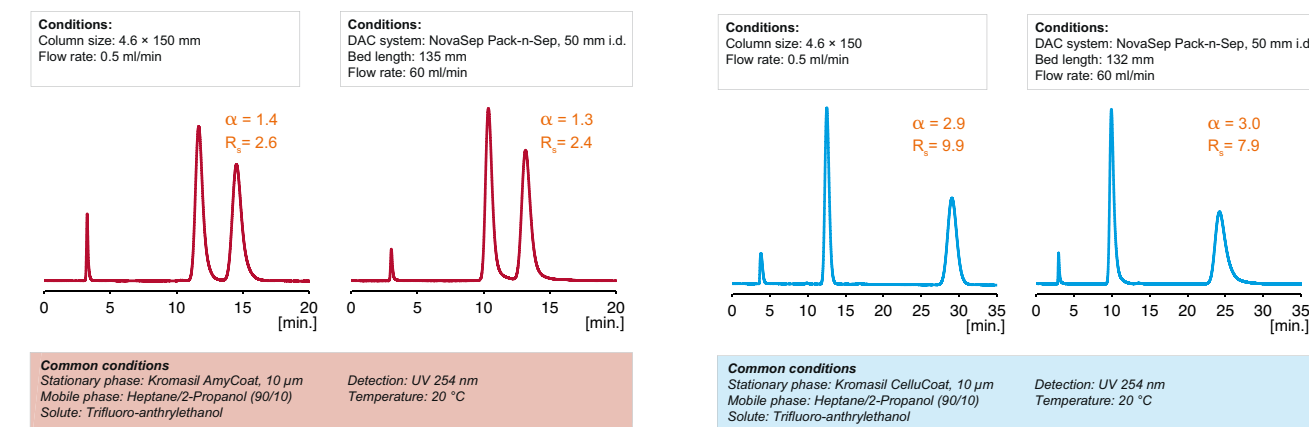 Conditions:
Column size: 4.6 × 150 mm
Flow rate: 0.5 ml/min
Conditions:
DAC system: NovaSep Pack-n-Sep, 50 mm i.d.
Bed length: 135 mm
Flow rate: 60 ml/min
α = 1.4
Rs= 2.6
α = 1.3
Rs= 2.4
0 5 10 15 20
[min.]
0 5 10 15 20
[min.]
Common conditions
Stationary phase: Kromasil AmyCoat, 10 µm
Mobile phase: Heptane/2-Propanol (90/10)
Solute: Trifluoro-anthrylethanol
Detection: UV 254 nm
Temperature: 20 °C
Conditions:
Column size: 4.6 × 150
Flow rate: 0.5 ml/min
Conditions:
DAC system: NovaSep Pack-n-Sep, 50 mm i.d
Bed length: 132 mm
Flow rate: 60 ml/min
α = 2.9
Rs= 9.9
α = 3.0
Rs= 7.9
0 5 10 15 20 25 30 35
[min.]
0 5 10 15 20 25 30 35
[min.]
Common conditions
Stationary phase: Kromasil CelluCoat, 10 µm
Mobile phase: Heptane/2-Propanol (90/10)
Solute: Trifluoro-anthrylethanol
Detection: UV 254 nm
Temperature: 20 °C